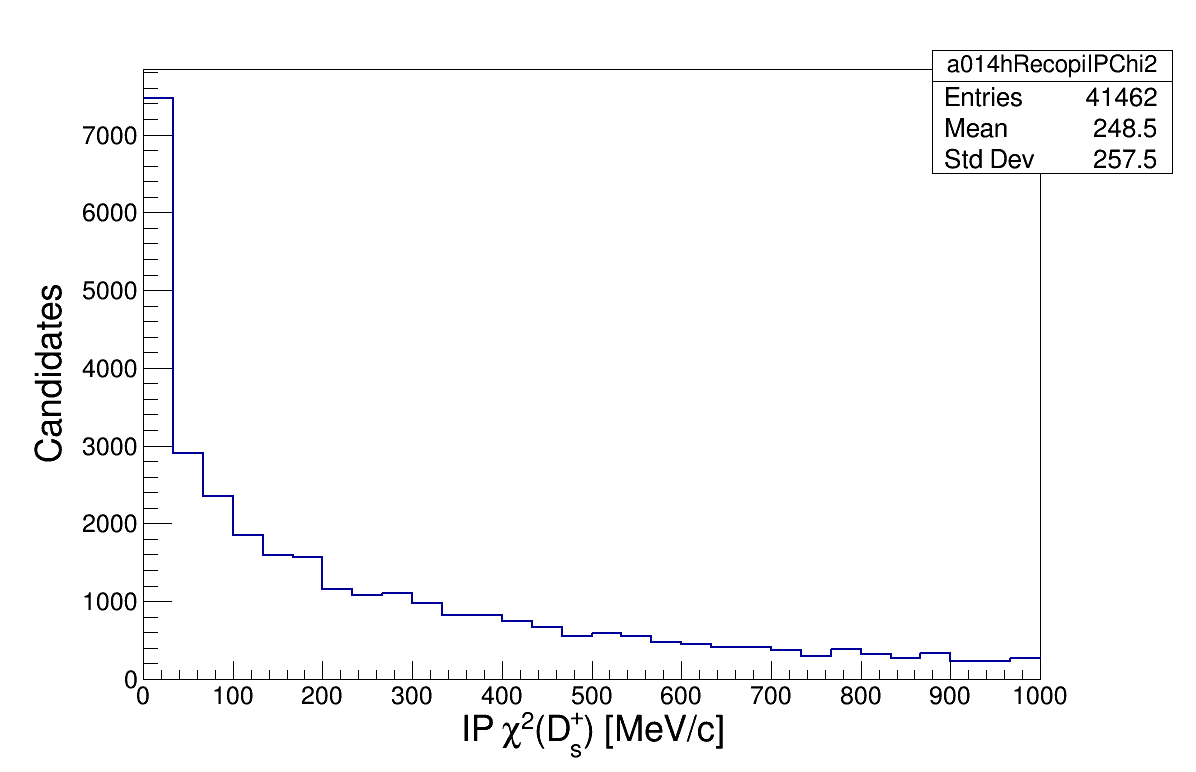 a014hRecopiIPChi2
Entries 41462
Mean 248.5
Std Dev 257.5
Candidates
7000
6000
5000
4000
3000
2000
1000
0
0 100 200 300 400 500 600 700 800 900 1000
IP χ²(D⁺ₛ) [MeV/c]